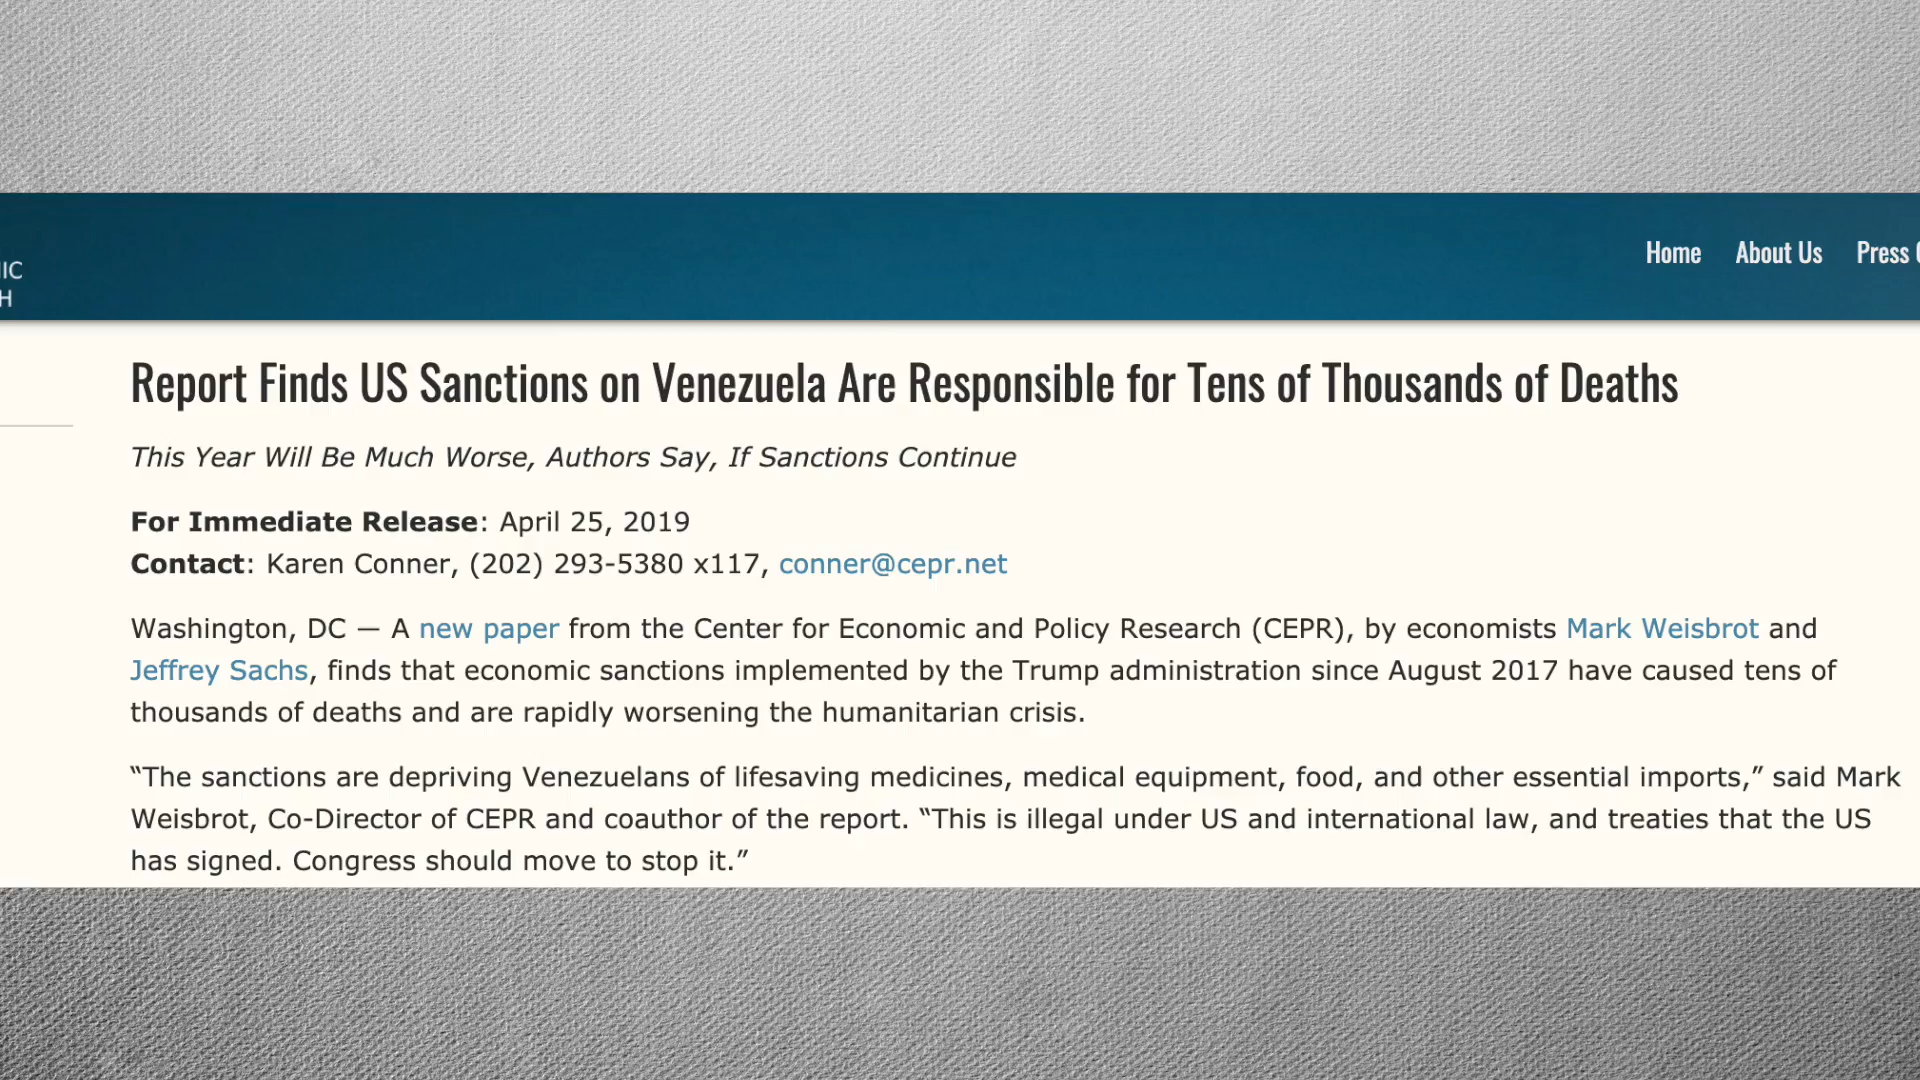 Home About Us Press
Report Finds US Sanctions on Venezuela Are Responsible for Tens of Thousands of Deaths
This Year Will Be Much Worse, Authors Say, If Sanctions Continue
For Immediate Release: April 25, 2019
Contact: Karen Conner, (202) 293-5380 x117, conner@cepr.net
Washington, DC — A new paper from the Center for Economic and Policy Research (CEPR), by economists Mark Weisbrot and
Jeffrey Sachs, finds that economic sanctions implemented by the Trump administration since August 2017 have caused tens of
thousands of deaths and are rapidly worsening the humanitarian crisis.
“The sanctions are depriving Venezuelans of lifesaving medicines, medical equipment, food, and other essential imports,” said Mark
Weisbrot, Co-Director of CEPR and coauthor of the report. “This is illegal under US and international law, and treaties that the US
has signed. Congress should move to stop it.”